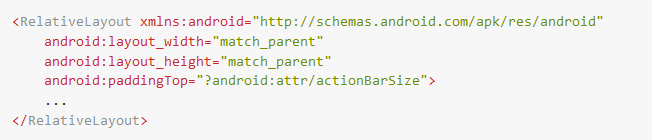 <RelativeLayout xmlns:android="http://schemas.android.com/apk/res/android"
    android:layout_width="match_parent"
    android:layout_height="match_parent"
    android:paddingTop="?android:attr/actionBarSize">
    ...
</RelativeLayout>